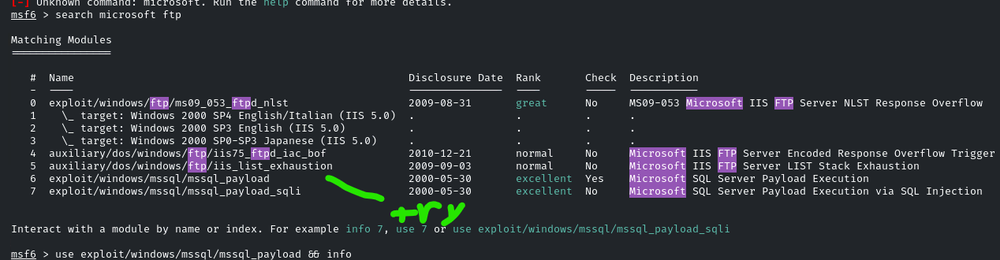 [-] Unknown command: microsoft. Run the help command for more details.
msf6 > search microsoft ftp
Matching Modules
================
#  Name  Disclosure Date  Rank  Check  Description
-  ----  ---------------  ----  -----  -----------
0  exploit/windows/ftp/ms09_053_ftpd_nlst  2009-08-31  great  No  MS09-053 Microsoft IIS FTP Server NLST Response Overflow
1  \_ target: Windows 2000 SP4 English/Italian (IIS 5.0)  .  .  .  .
2  \_ target: Windows 2000 SP3 English (IIS 5.0)  .  .  .  .
3  \_ target: Windows 2000 SP0-SP3 Japanese (IIS 5.0)  .  .  .  .
4  auxiliary/dos/windows/ftp/iis75_ftpd_iac_bof  2010-12-21  normal  No  Microsoft IIS FTP Server Encoded Response Overflow Trigger
5  auxiliary/dos/windows/ftp/iis_list_exhaustion  2009-09-03  normal  No  Microsoft IIS FTP Server LIST Stack Exhaustion
6  exploit/windows/mssql/mssql_payload  2000-05-30  excellent  Yes  Microsoft SQL Server Payload Execution
7  exploit/windows/mssql/mssql_payload_sqli  2000-05-30  excellent  No  Microsoft SQL Server Payload Execution via SQL Injection
try
Interact with a module by name or index. For example info 7, use 7 or use exploit/windows/mssql/mssql_payload_sqli
msf6 > use exploit/windows/mssql/mssql_payload && info